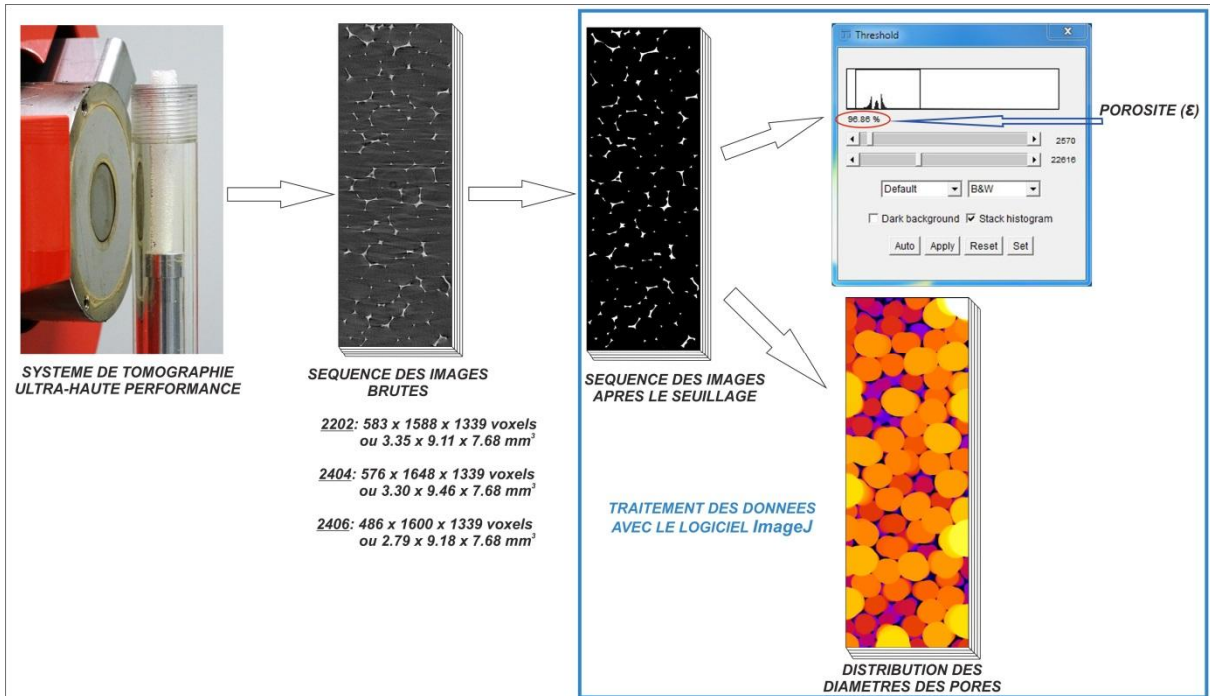 SYSTEME DE TOMOGRAPHIE
ULTRA-HAUTE PERFORMANCE
SEQUENCE DES IMAGES
BRUTES
2202: 583 x 1588 x 1339 voxels
ou 3.35 x 9.11 x 7.68 mm³
2404: 576 x 1648 x 1339 voxels
ou 3.30 x 9.46 x 7.68 mm³
2406: 486 x 1600 x 1339 voxels
ou 2.79 x 9.18 x 7.68 mm³
SEQUENCE DES IMAGES
APRES LE SEUILLAGE
Threshold
96.86 %
2570
22616
Default
B&W
Dark background
Stack histogram
Auto
Apply
Reset
Set
POROSITE (ε)
TRAITEMENT DES DONNEES
AVEC LE LOGICIEL ImageJ
DISTRIBUTION DES
DIAMETRES DES PORES